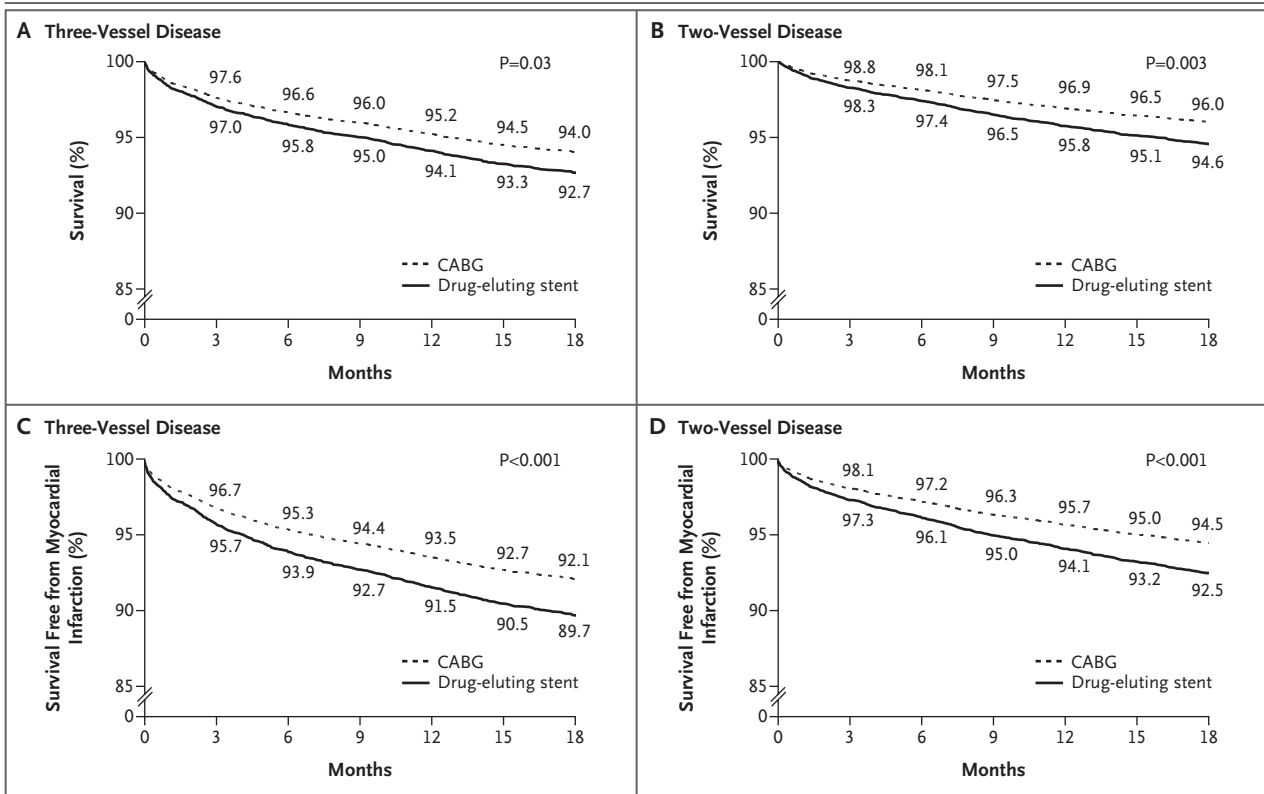 A Three-Vessel Disease
100
95
90
85
0
Survival (%)
P=0.03
97.6
96.6
96.0
95.2
94.5
94.0
97.0
95.8
95.0
94.1
93.3
92.7
CABG
Drug-eluting stent
0 3 6 9 12 15 18
Months
B Two-Vessel Disease
100
95
90
85
0
Survival (%)
P=0.003
98.8
98.1
97.5
96.9
96.5
96.0
98.3
97.4
96.5
95.8
95.1
94.6
CABG
Drug-eluting stent
0 3 6 9 12 15 18
Months
C Three-Vessel Disease
100
95
90
85
0
Survival Free from Myocardial
Infarction (%)
P<0.001
96.7
95.3
94.4
93.5
92.7
92.1
95.7
93.9
92.7
91.5
90.5
89.7
CABG
Drug-eluting stent
0 3 6 9 12 15 18
Months
D Two-Vessel Disease
100
95
90
85
0
Survival Free from Myocardial
Infarction (%)
P<0.001
98.1
97.2
96.3
95.7
95.0
94.5
97.3
96.1
95.0
94.1
93.2
92.5
CABG
Drug-eluting stent
0 3 6 9 12 15 18
Months